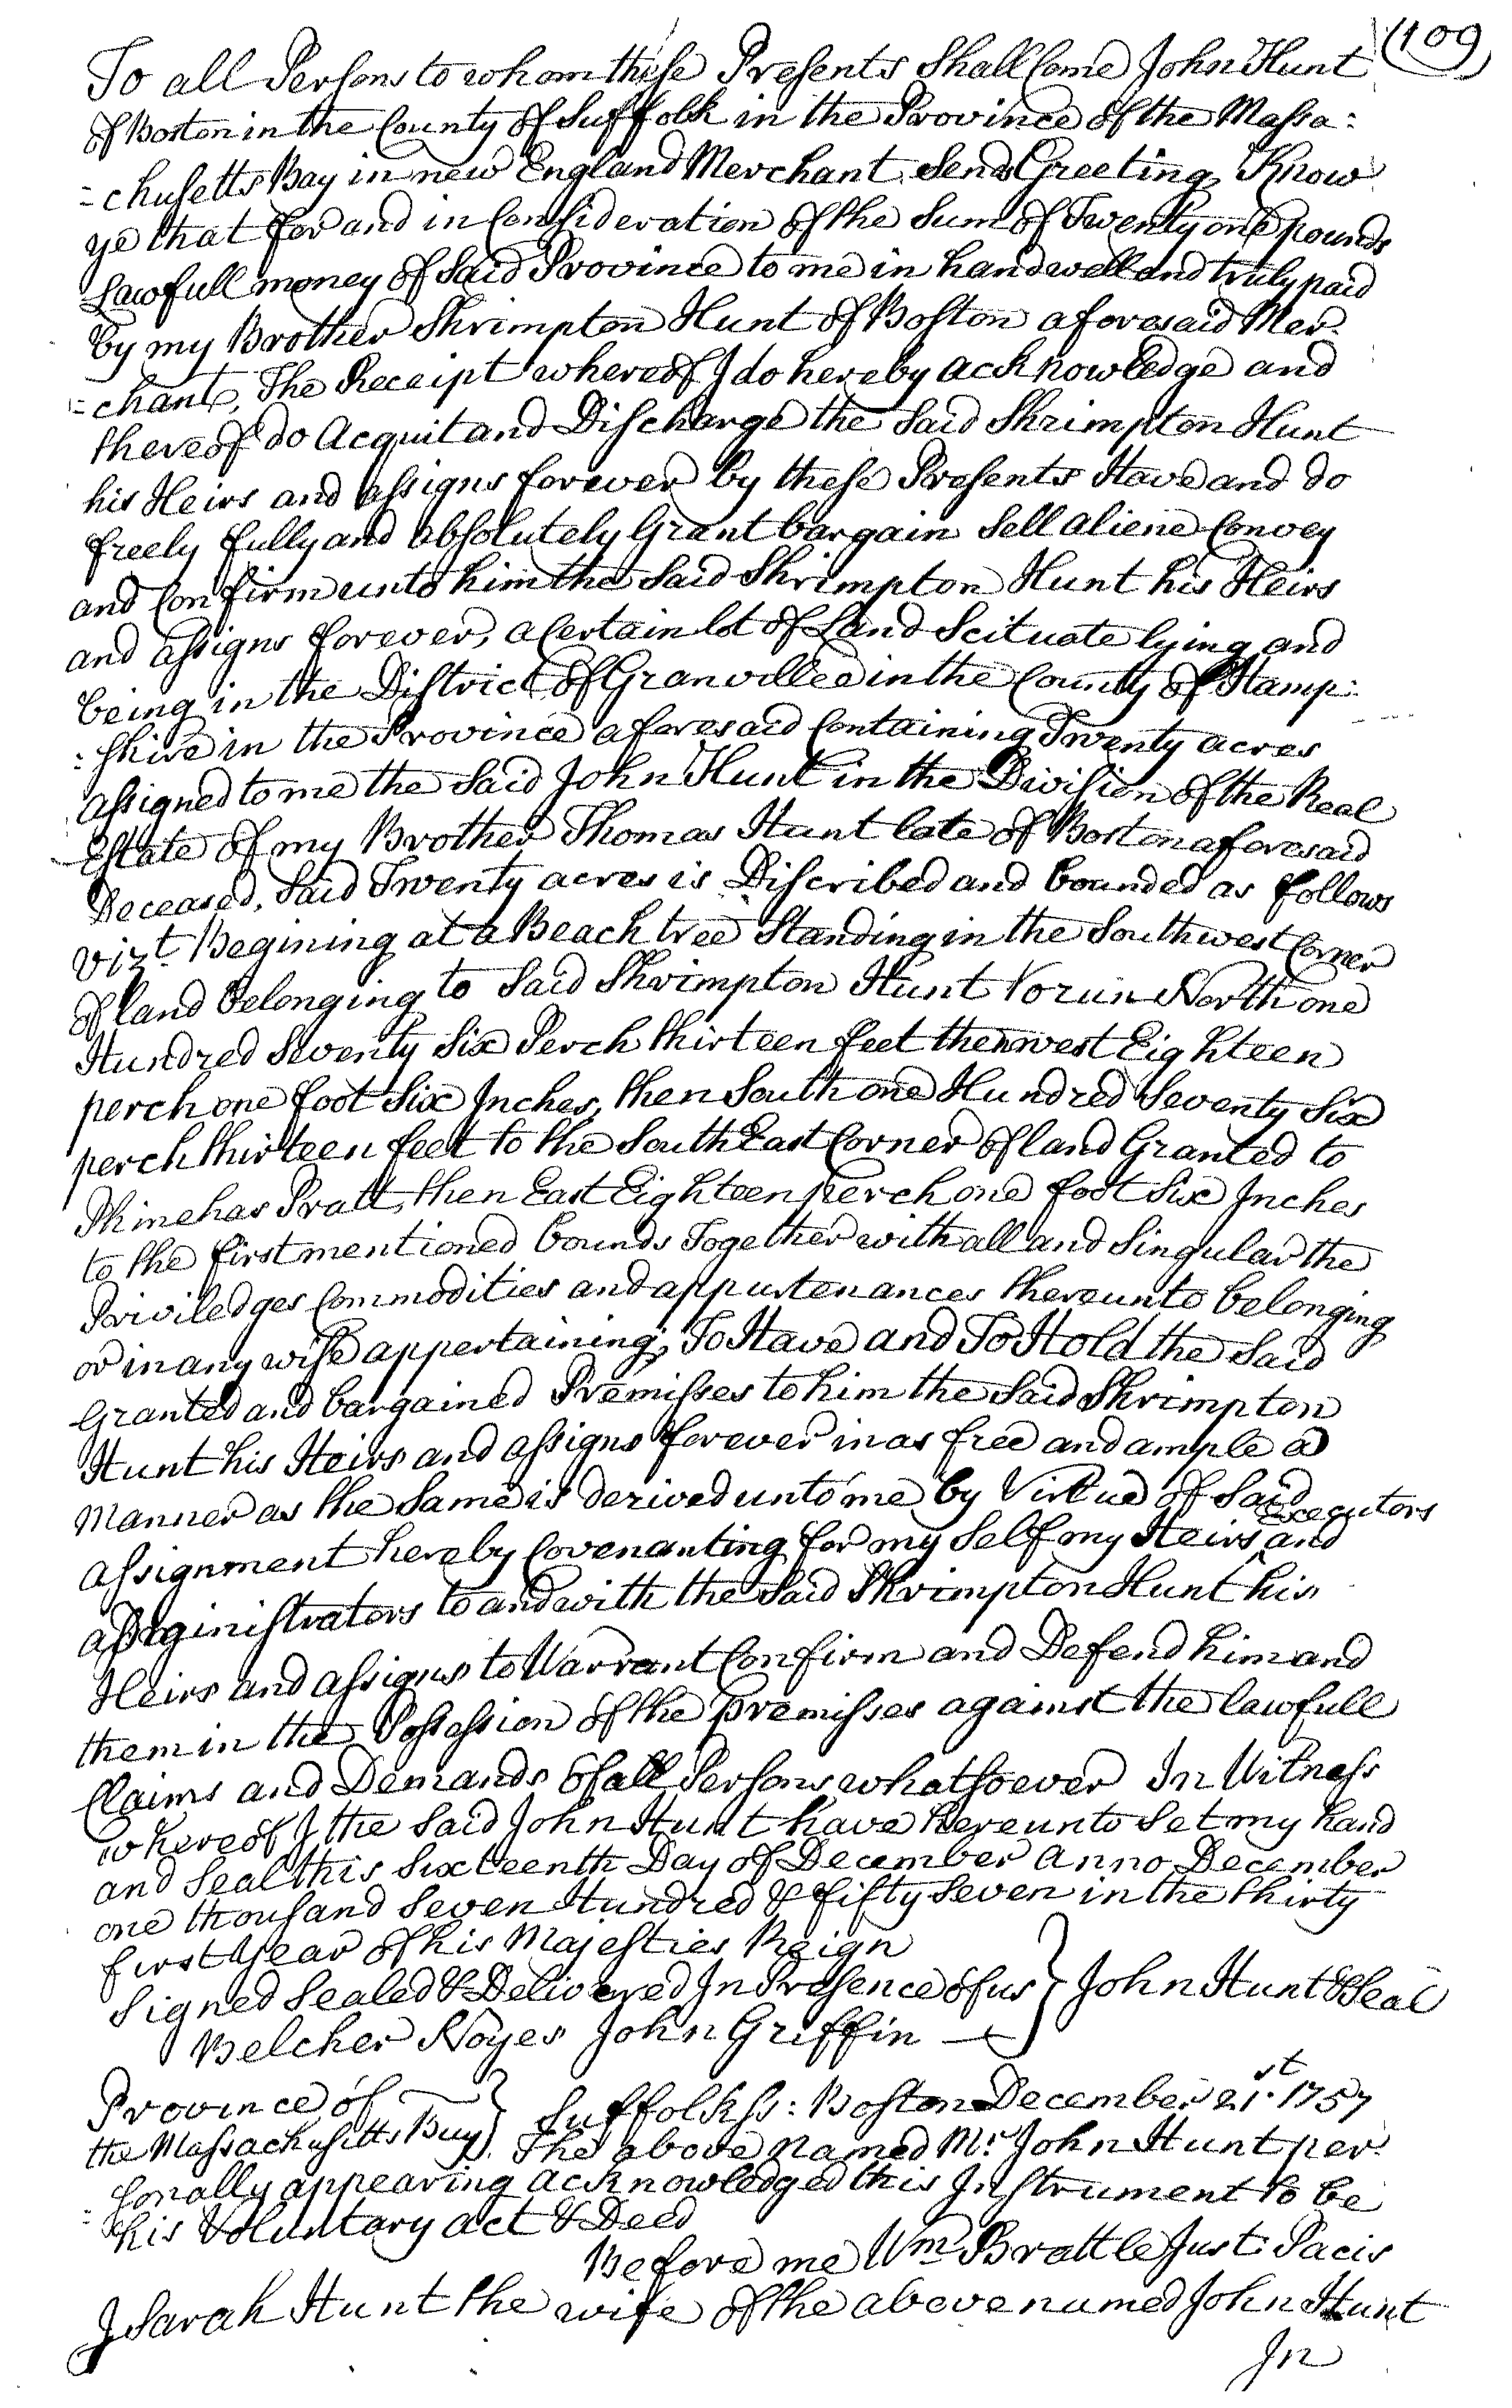 (109
To all Persons to whom these Presents Shall Come John Hunt
of Boston in the County of Suffolk in the Province of the Massa:
=chusetts Bay in new England Merchant Sends Greeting, Know
ye that for and in Consideration of the Sum of Twenty one pounds
Lawfull money of Said Province to me in hand well and truly paid
by my Brother Shrimpton Hunt of Boston aforesaid Mer-
=chant, The Receipt whereof I do hereby acknowledge and
thereof do Acquit and Discharge the Said Shrimpton Hunt
his Heirs and assigns forever by these Presents Have and do
freely fully and absolutely Grant bargain Sell aliene Convey
and Confirm unto him the Said Shrimpton Hunt his Heirs
and assigns forever, a Certain lot of Land Scituate lying and
being in the District of Granvillee in the County of Hamp:
:shire in the Province aforesaid Containing Twenty acres
assigned to me the Said John Hunt in the Division of the Real
Estate of my Brother Thomas Hunt late of Boston aforesaid
Deceased, Said Twenty acres is Discribed and bounded as follows
Vizt. Begining at a Beach tree Standing in the Southwest Corner
of land belonging to Said Shrimpton Hunt to run North one
Hundred Seventy Six Perch thirteen feet then west Eighteen
perch one foot Six Inches, then South one Hundred Seventy Six
perch thirteen feet to the South East Corner of land Granted to
Phinehas Pratt, then East Eighteen perch one foot Six Inches
to the first mentioned bounds Together with all and Singular the
Priviledges Commodities and appurtenances thereunto belonging
or in any wise appertaining, To Have and To Hold the Said
Granted and bargained Premisses to him the Said Shrimpton
Hunt his Heirs and assigns forever in as free and ample a
Manner as the Same is derived unto me by Virtue of Said
assignment hereby Covenanting for my Self my Heirs Executors and
administrators to and with the Said Shrimpton Hunt his
Heirs and assigns to Warrant Confirm and Defend him and
them in the Possession of the premisses against the lawfull
Claims and Demands of all Persons whatsoever In Witness
whereof I the Said John Hunt have hereunto Set my hand
and Seal this Sixteenth Day of December Anno December
one thousand Seven Hundred & fifty Seven in the thirty
first Year of his Majesties Reign
Signed Sealed & Delivered In Presence of us } John Hunt & Seal
Belcher Noyes John Griffin
Province of } Suffolk ss: Boston December 21.st 1757
the Massachusetts Bay } The above Named Mr. John Hunt per:
:sonally appearing acknowledged this Instrument to be
his Voluntary act & Deed
Before me Wm Brattle Just: Pacis
I Sarah Hunt the wife of the above named John Hunt
In